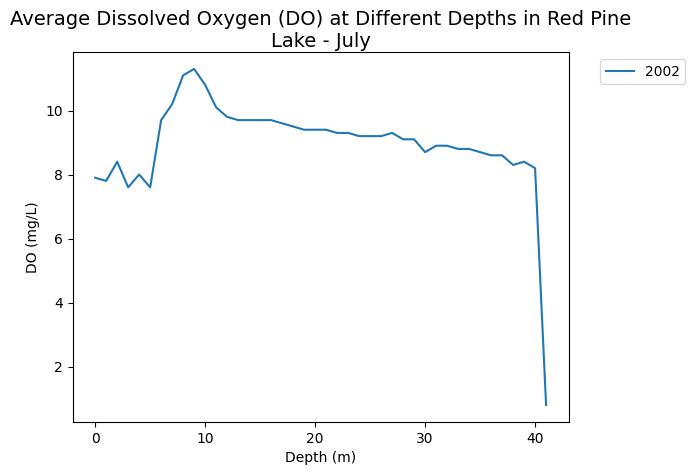 Average Dissolved Oxygen (DO) at Different Depths in Red Pine
Lake - July
2002
10
8
6
4
2
DO (mg/L)
0
10
20
30
40
Depth (m)